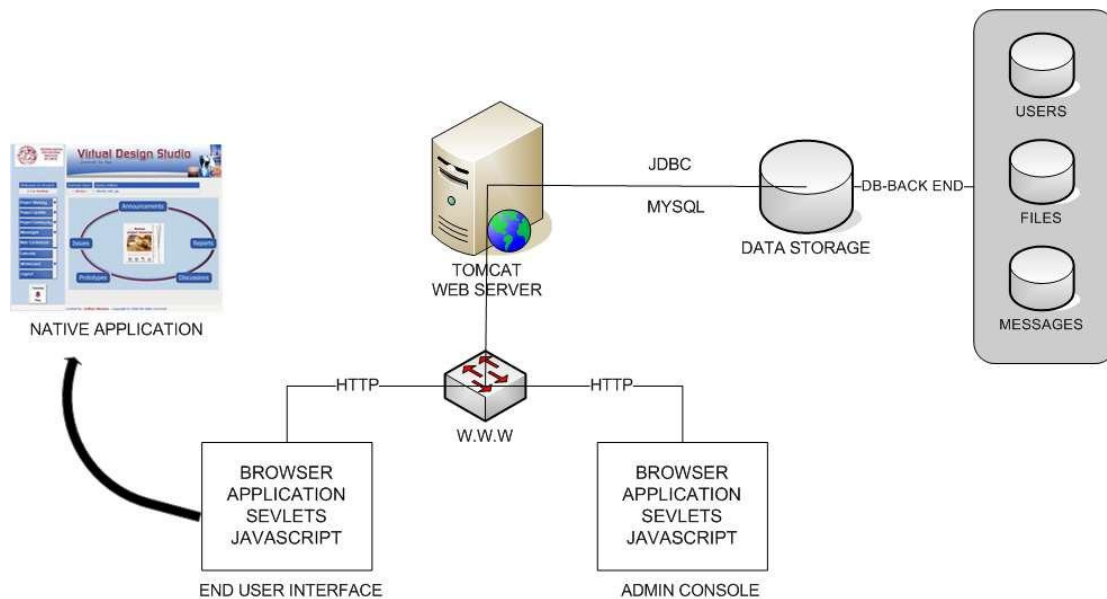 Virtual Design Studio
Announcements
Issues
Reports
Prototypes
Discussions
NATIVE APPLICATION
TOMCAT
WEB SERVER
JDBC
MYSQL
DATA STORAGE
DB-BACK END
USERS
FILES
MESSAGES
HTTP
HTTP
W.W.W
BROWSER
APPLICATION
SEVLETS
JAVASCRIPT
END USER INTERFACE
BROWSER
APPLICATION
SEVLETS
JAVASCRIPT
ADMIN CONSOLE